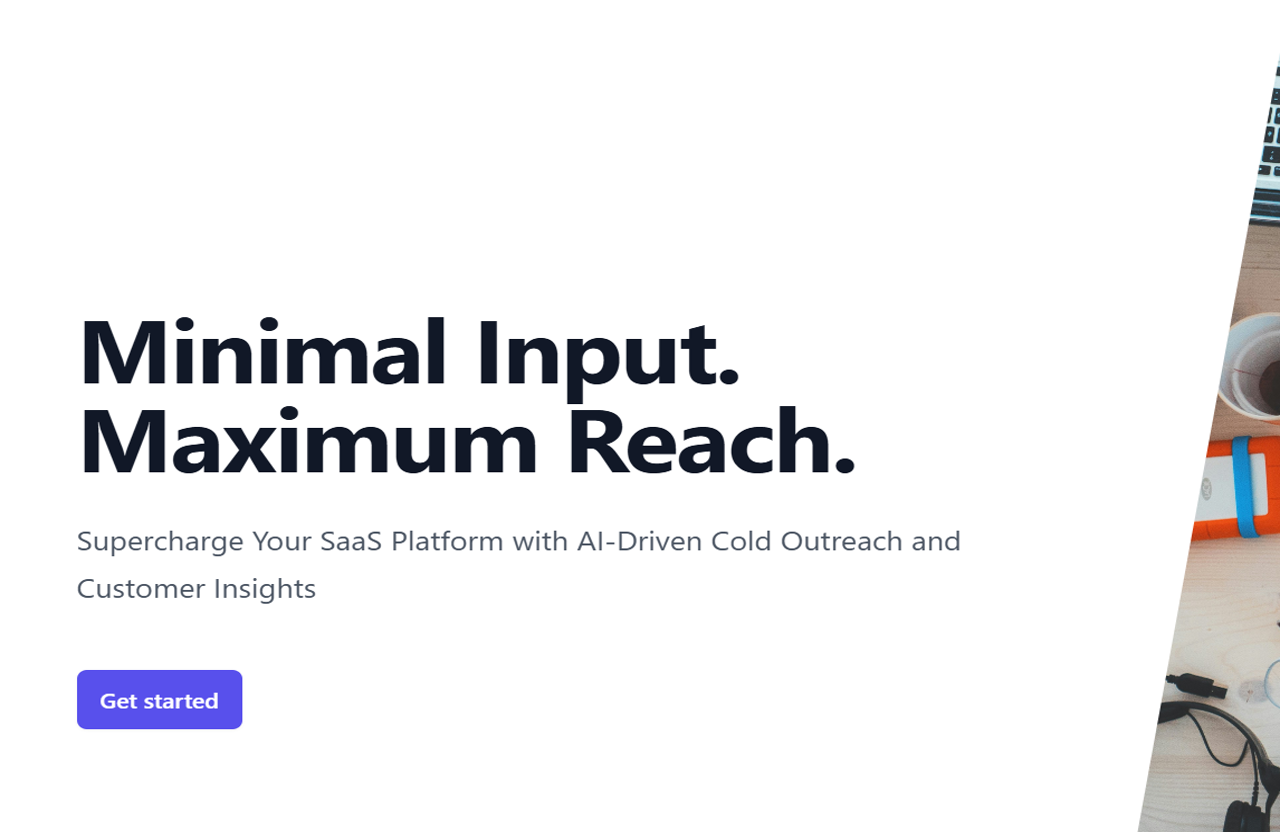 Minimal Input.
Maximum Reach.
Supercharge Your SaaS Platform with AI-Driven Cold Outreach and
Customer Insights
Get started